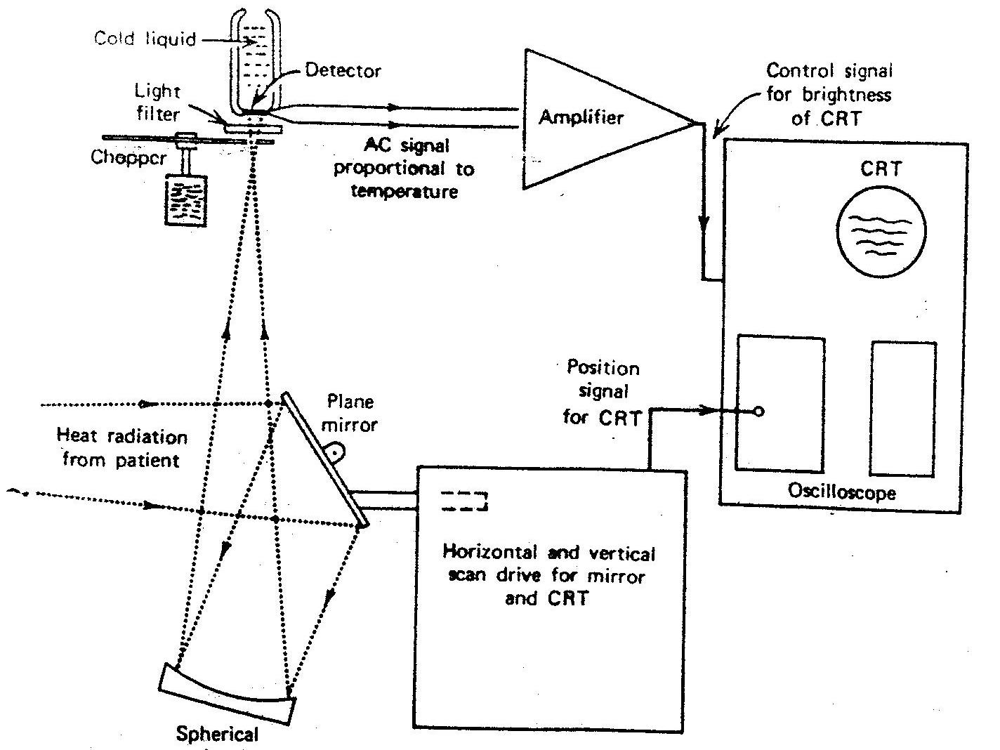 Cold liquid
Detector
Light
filter
Chopper
AC signal
proportional to
temperature
Amplifier
Control signal
for brightness
of CRT
CRT
Position
signal
for CRT
Plane
mirror
Heat radiation
from patient
Oscilloscope
Horizontal and vertical
scan drive for mirror
and CRT
Spherical